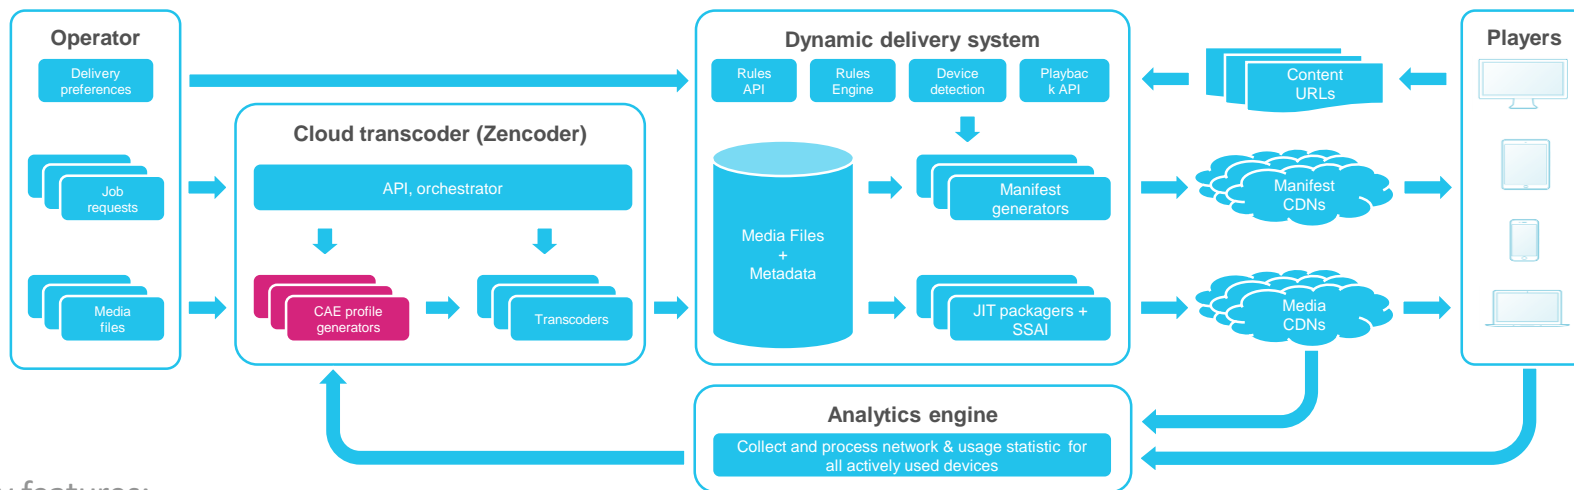 Operator
Delivery
preferences
Job
requests
Media
files
Cloud transcoder (Zencoder)
API, orchestrator
CAE profile
generators
Transcoders
Dynamic delivery system
Rules
API
Rules
Engine
Device
detection
Playbac
k API
Media Files
+
Metadata
Manifest
generators
JIT packagers +
SSAI
Content
URLs
Manifest
CDNs
Media
CDNs
Players
Analytics engine
Collect and process network & usage statistic for
all actively used devices
features: